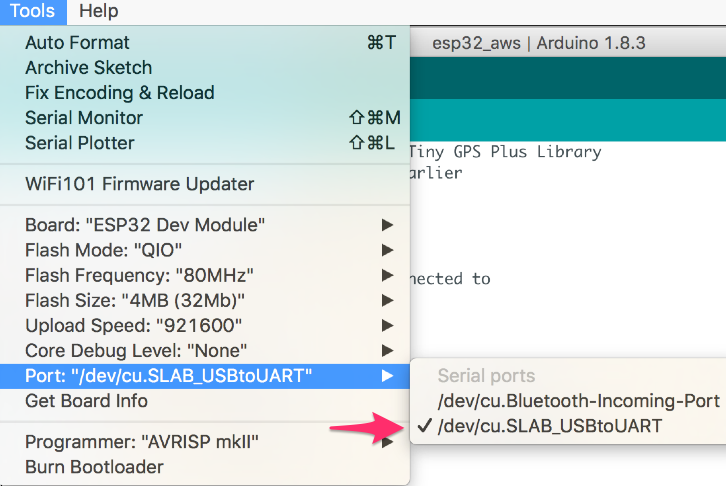 Tools Help
esp32_aws | Arduino 1.8.3
Auto Format ⌘T
Archive Sketch
Fix Encoding & Reload
Serial Monitor ⇧⌘M
Serial Plotter ⇧⌘L
WiFi101 Firmware Updater
Board: "ESP32 Dev Module"
Flash Mode: "QIO"
Flash Frequency: "80MHz"
Flash Size: "4MB (32Mb)"
Upload Speed: "921600"
Core Debug Level: "None"
Port: "/dev/cu.SLAB_USBtoUART"
Get Board Info
Programmer: "AVRISP mkII"
Burn Bootloader
Tiny GPS Plus Library
arlier
nected to
Serial ports
/dev/cu.Bluetooth-Incoming-Port
✓ /dev/cu.SLAB_USBtoUART